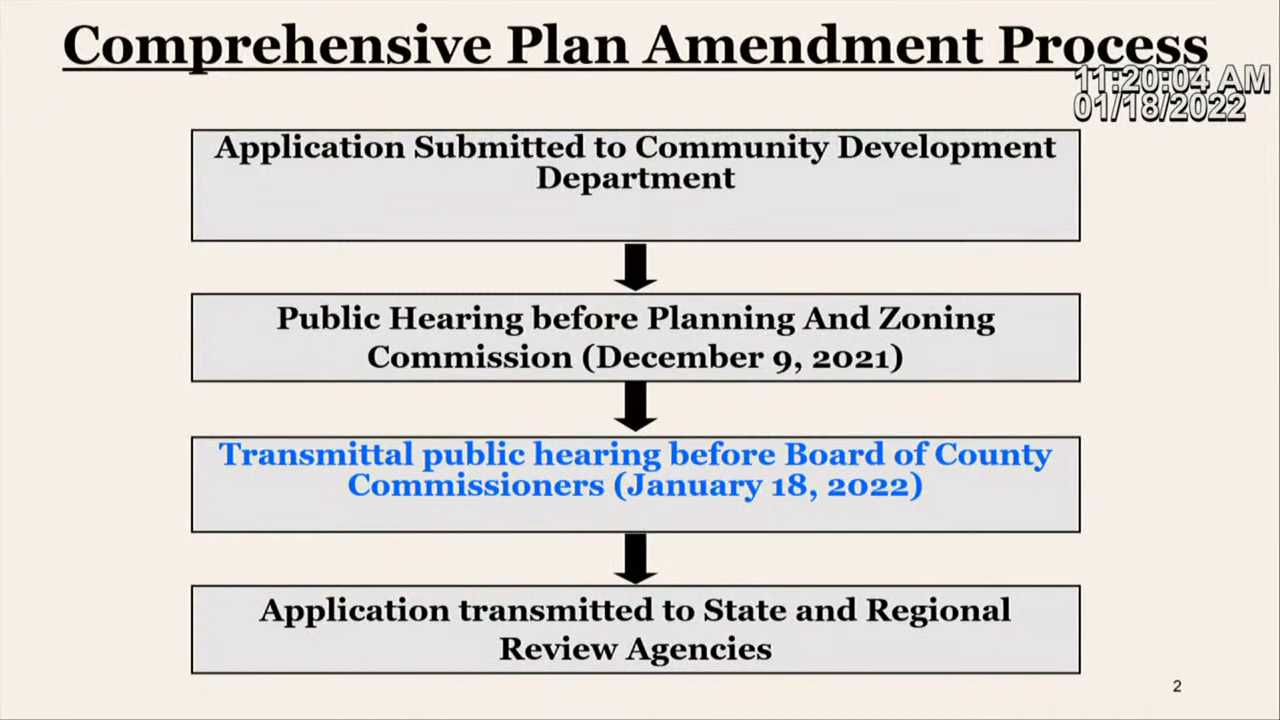 Comprehensive Plan Amendment Process
11:20:04 AM
01/18/2022
Application Submitted to Community Development
Department
Public Hearing before Planning And Zoning
Commission (December 9, 2021)
Transmittal public hearing before Board of County
Commissioners (January 18, 2022)
Application transmitted to State and Regional
Review Agencies
2